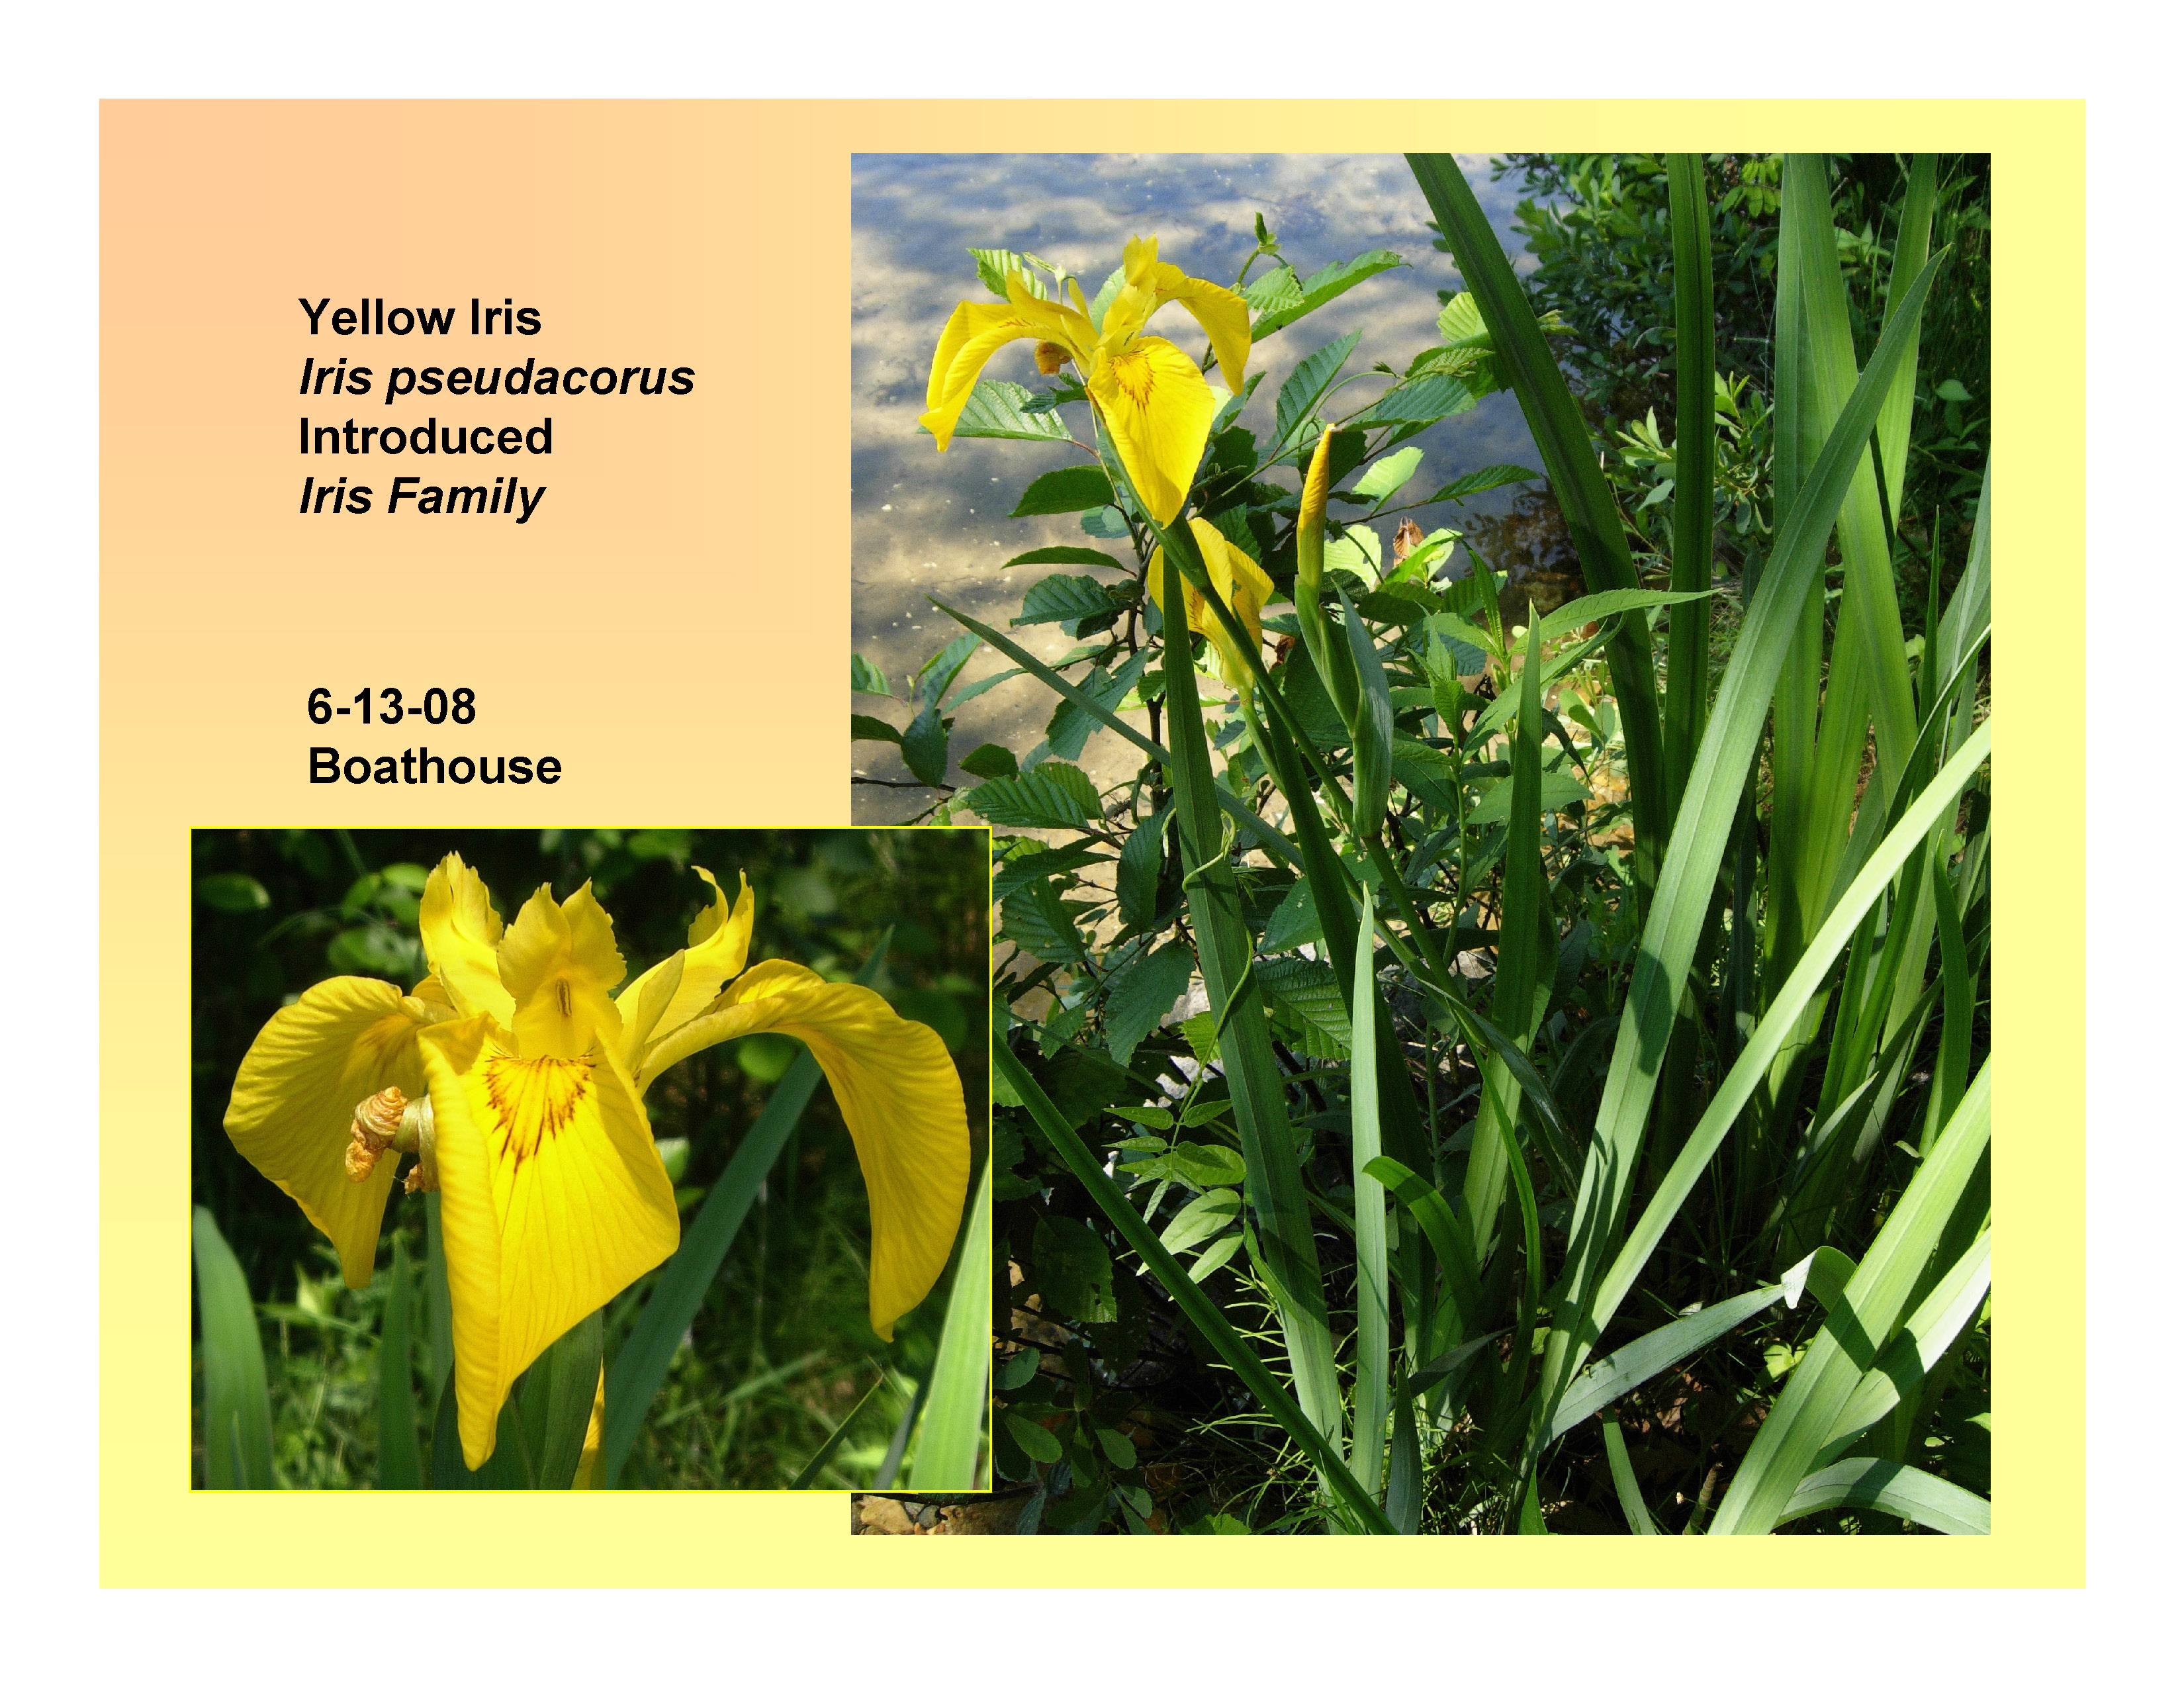 Yellow Iris
Iris pseudacorus
Introduced
Iris Family
6-13-08
Boathouse